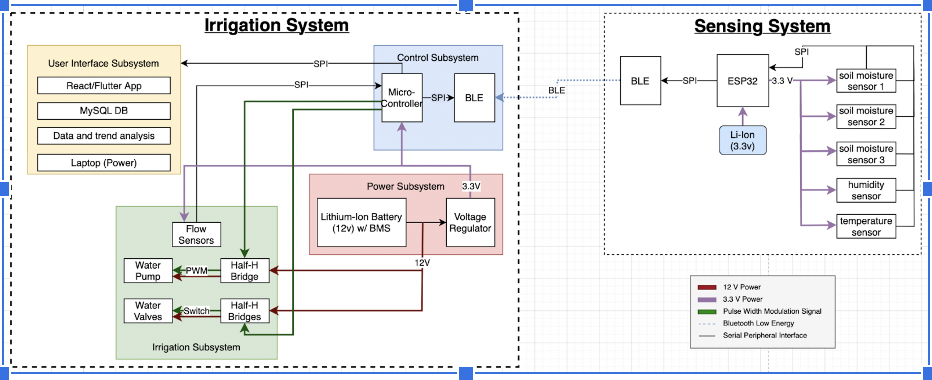 Irrigation System
Sensing System
User Interface Subsystem
React/Flutter App
MySQL DB
Data and trend analysis
Laptop (Power)
SPI
SPI
Control Subsystem
Micro-
Controller
SPI
BLE
BLE
BLE
SPI
ESP32
SPI
3.3 V
Li-Ion
(3.3v)
soil moisture
sensor 1
soil moisture
sensor 2
soil moisture
sensor 3
humidity
sensor
temperature
sensor
Power Subsystem
3.3V
Lithium-Ion Battery
(12v) w/ BMS
Voltage
Regulator
12V
Flow
Sensors
Water
Pump
PWM
Half-H
Bridge
Water
Valves
Switch
Half-H
Bridges
Irrigation Subsystem
12 V Power
3.3 V Power
Pulse Width Modulation Signal
Bluetooth Low Energy
Serial Peripheral Interface